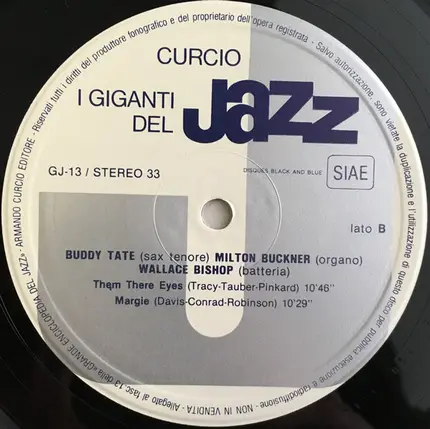 CURCIO
I GIGANTI
DEL
Jazz
GJ-13 / STEREO 33
DISQUES BLACK AND BLUE
SIAE
lato B
BUDDY TATE (sax tenore) MILTON BUCKNER (organo)
WALLACE BISHOP (batteria)
Them There Eyes (Tracy-Tauber-Pinkard) 10'46"
Margie (Davis-Conrad-Robinson) 10'29"
Allegato al fasc. 13 della «GRANDE ENCICLOPEDIA DEL JAZZ» - ARMANDO CURCIO EDITORE - Riservati tutti i diritti del produttore fonografico e del proprietario dell'opera registrata - Salvo autorizzazione, sono vietate la duplicazione e l'utilizzazione di questo disco per pubblica esecuzione e radiodiffusione - NON IN VENDITA -